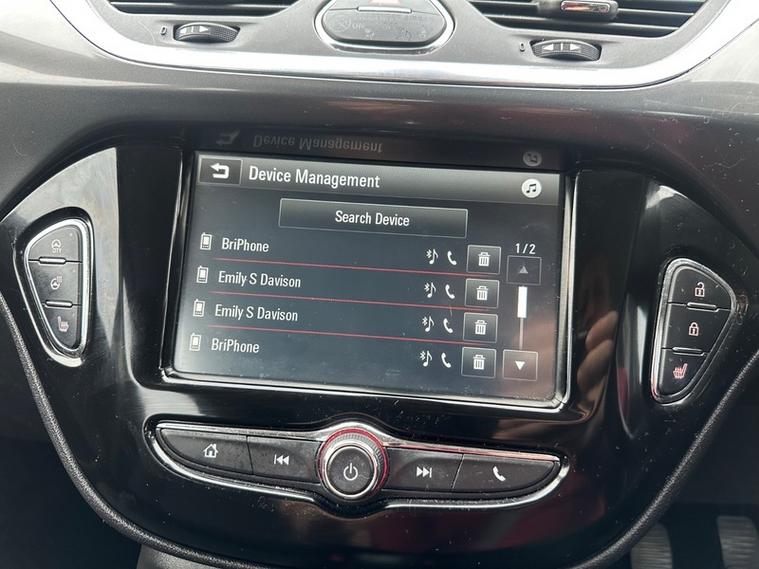 Device Management
Search Device
BriPhone
1/2
Emily S Davison
Emily S Davison
BriPhone